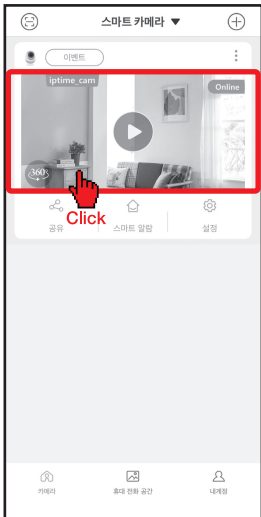 스마트 카메라 ▼
이벤트
iptime_cam
Online
360°
Click
공유
스마트 알람
설정
카메라
휴대 전화 공간
내계정